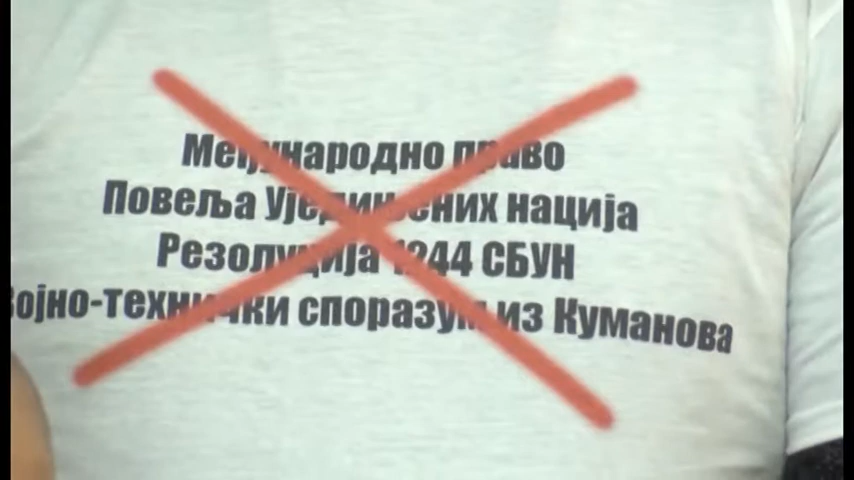 Међународно право
Повеља Уједињених нација
Резолуција 1244 СБУН
Војно-технички споразум из Куманова